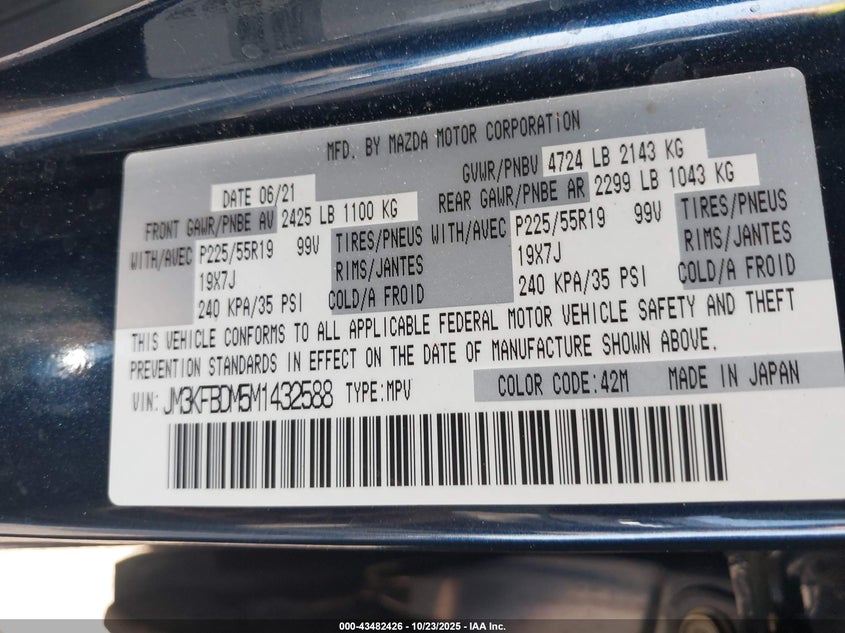 MFD. BY MAZDA MOTOR CORPORATION
DATE 06/21
GVWR/PNBV 4724 LB 2143 KG
FRONT GAWR/PNBE AV 2425 LB 1100 KG
REAR GAWR/PNBE AR 2299 LB 1043 KG
WITH/AVEC P225/55R19 99V TIRES/PNEUS WITH/AVEC P225/55R19 99V TIRES/PNEUS
19X7J RIMS/JANTES 19X7J RIMS/JANTES
240 KPA/35 PSI COLD/A FROID 240 KPA/35 PSI COLD/A FROID
THIS VEHICLE CONFORMS TO ALL APPLICABLE FEDERAL MOTOR VEHICLE SAFETY AND THEFT
PREVENTION STANDARDS IN EFFECT ON THE DATE OF MANUFACTURE SHOWN ABOVE.
VIN: JM3KFBDM5M1432588 TYPE:MPV COLOR CODE:42M MADE IN JAPAN
000-43482426 - 10/23/2025 - IAA Inc.